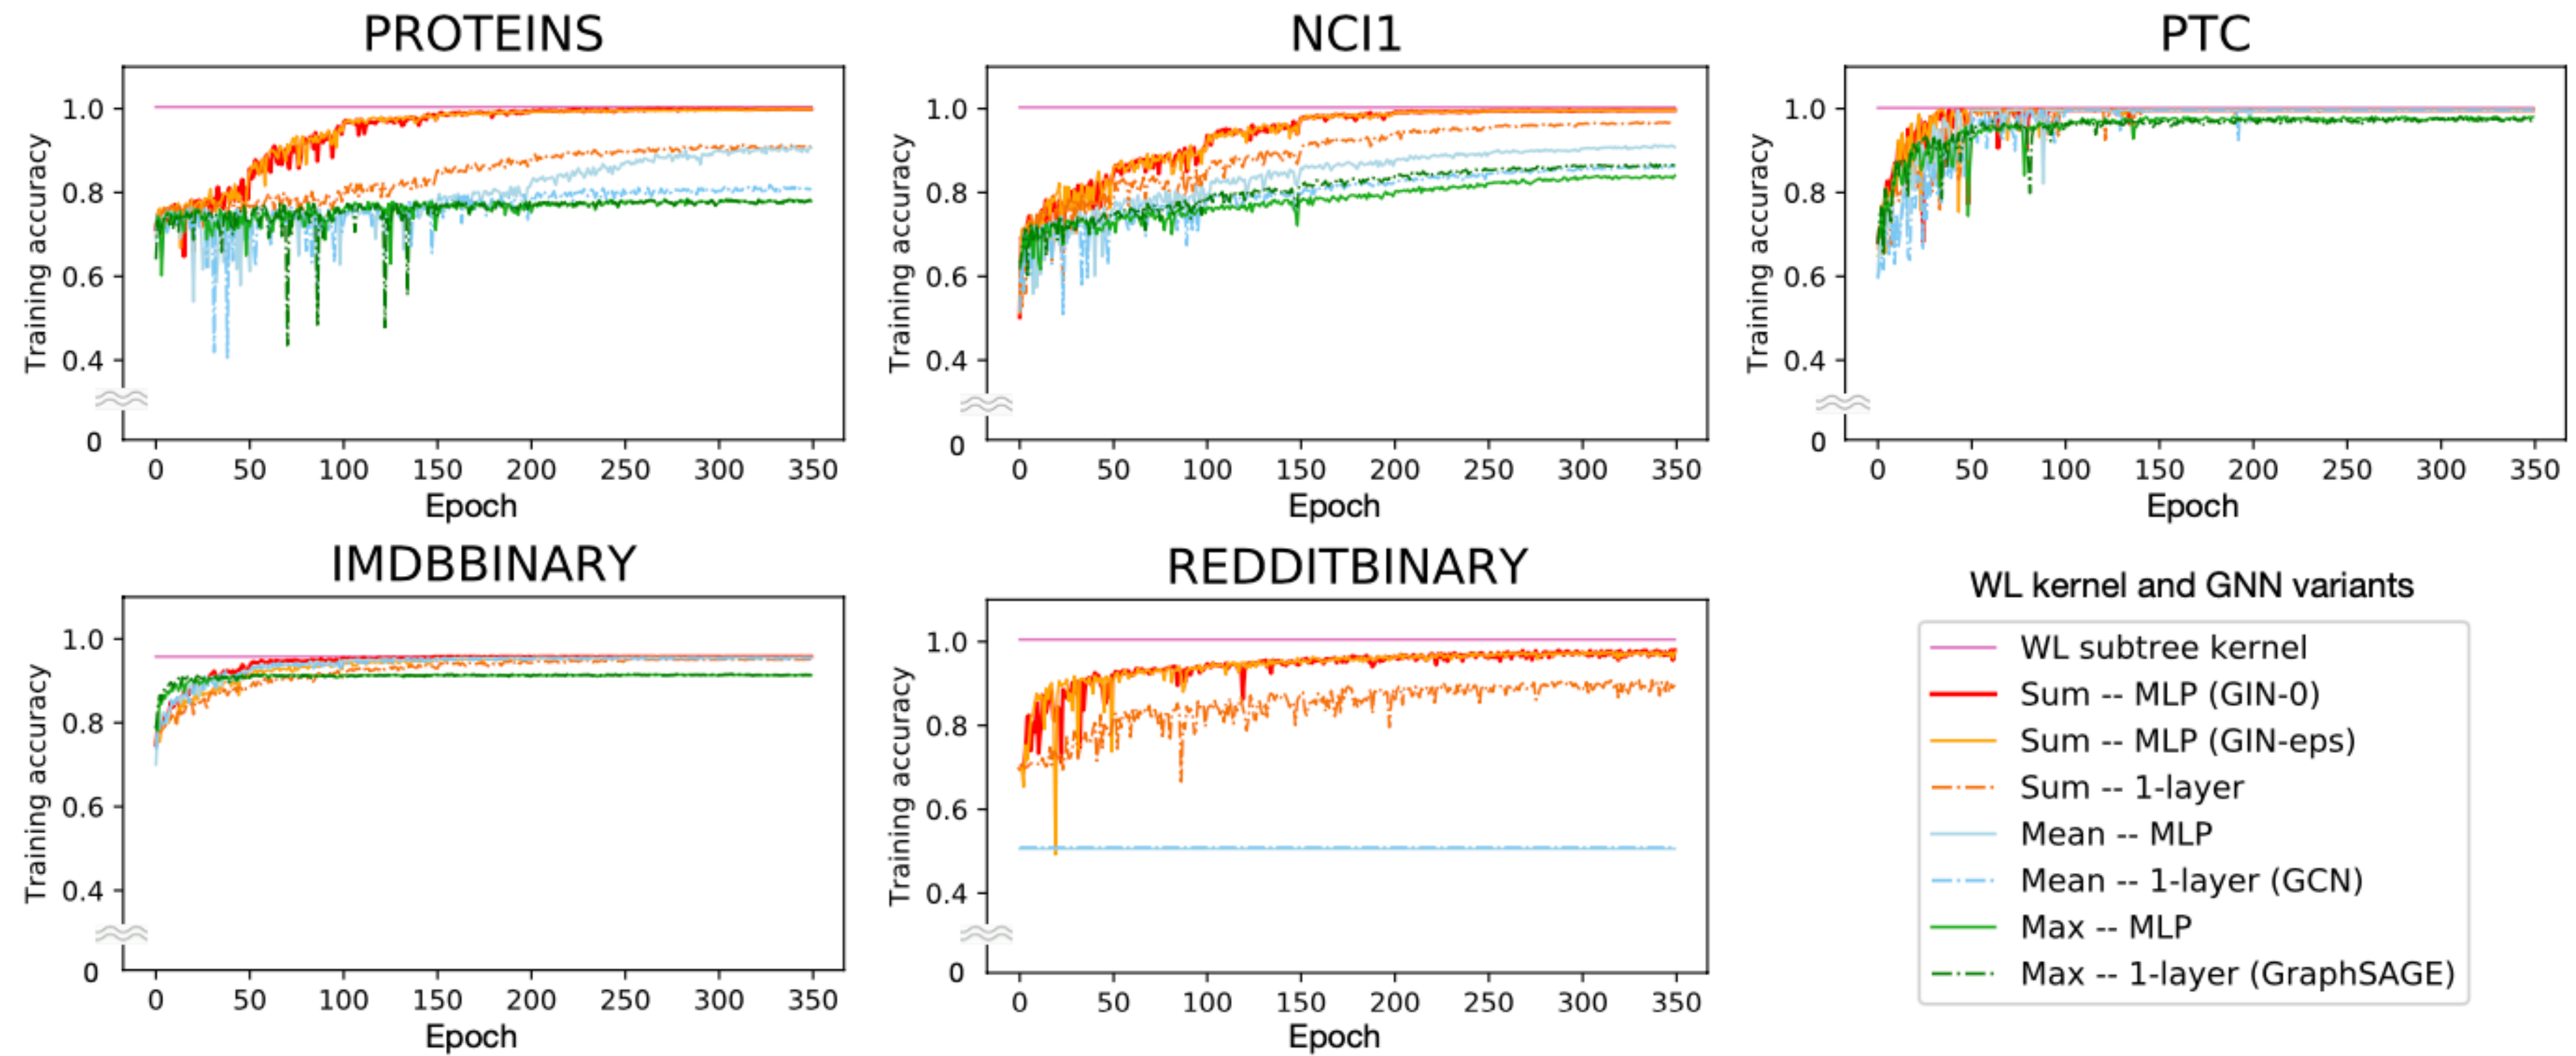 PROTEINS
Training accuracy
1.0
0.8
0.6
0.4
0
0 50 100 150 200 250 300 350
Epoch
NCI1
Training accuracy
1.0
0.8
0.6
0.4
0
0 50 100 150 200 250 300 350
Epoch
PTC
Training accuracy
1.0
0.8
0.6
0.4
0
0 50 100 150 200 250 300 350
Epoch
IMDBBINARY
Training accuracy
1.0
0.8
0.6
0.4
0
0 50 100 150 200 250 300 350
Epoch
REDDITBINARY
Training accuracy
1.0
0.8
0.6
0.4
0
0 50 100 150 200 250 300 350
Epoch
WL kernel and GNN variants
WL subtree kernel
Sum -- MLP (GIN-0)
Sum -- MLP (GIN-eps)
Sum -- 1-layer
Mean -- MLP
Mean -- 1-layer (GCN)
Max -- MLP
Max -- 1-layer (GraphSAGE)